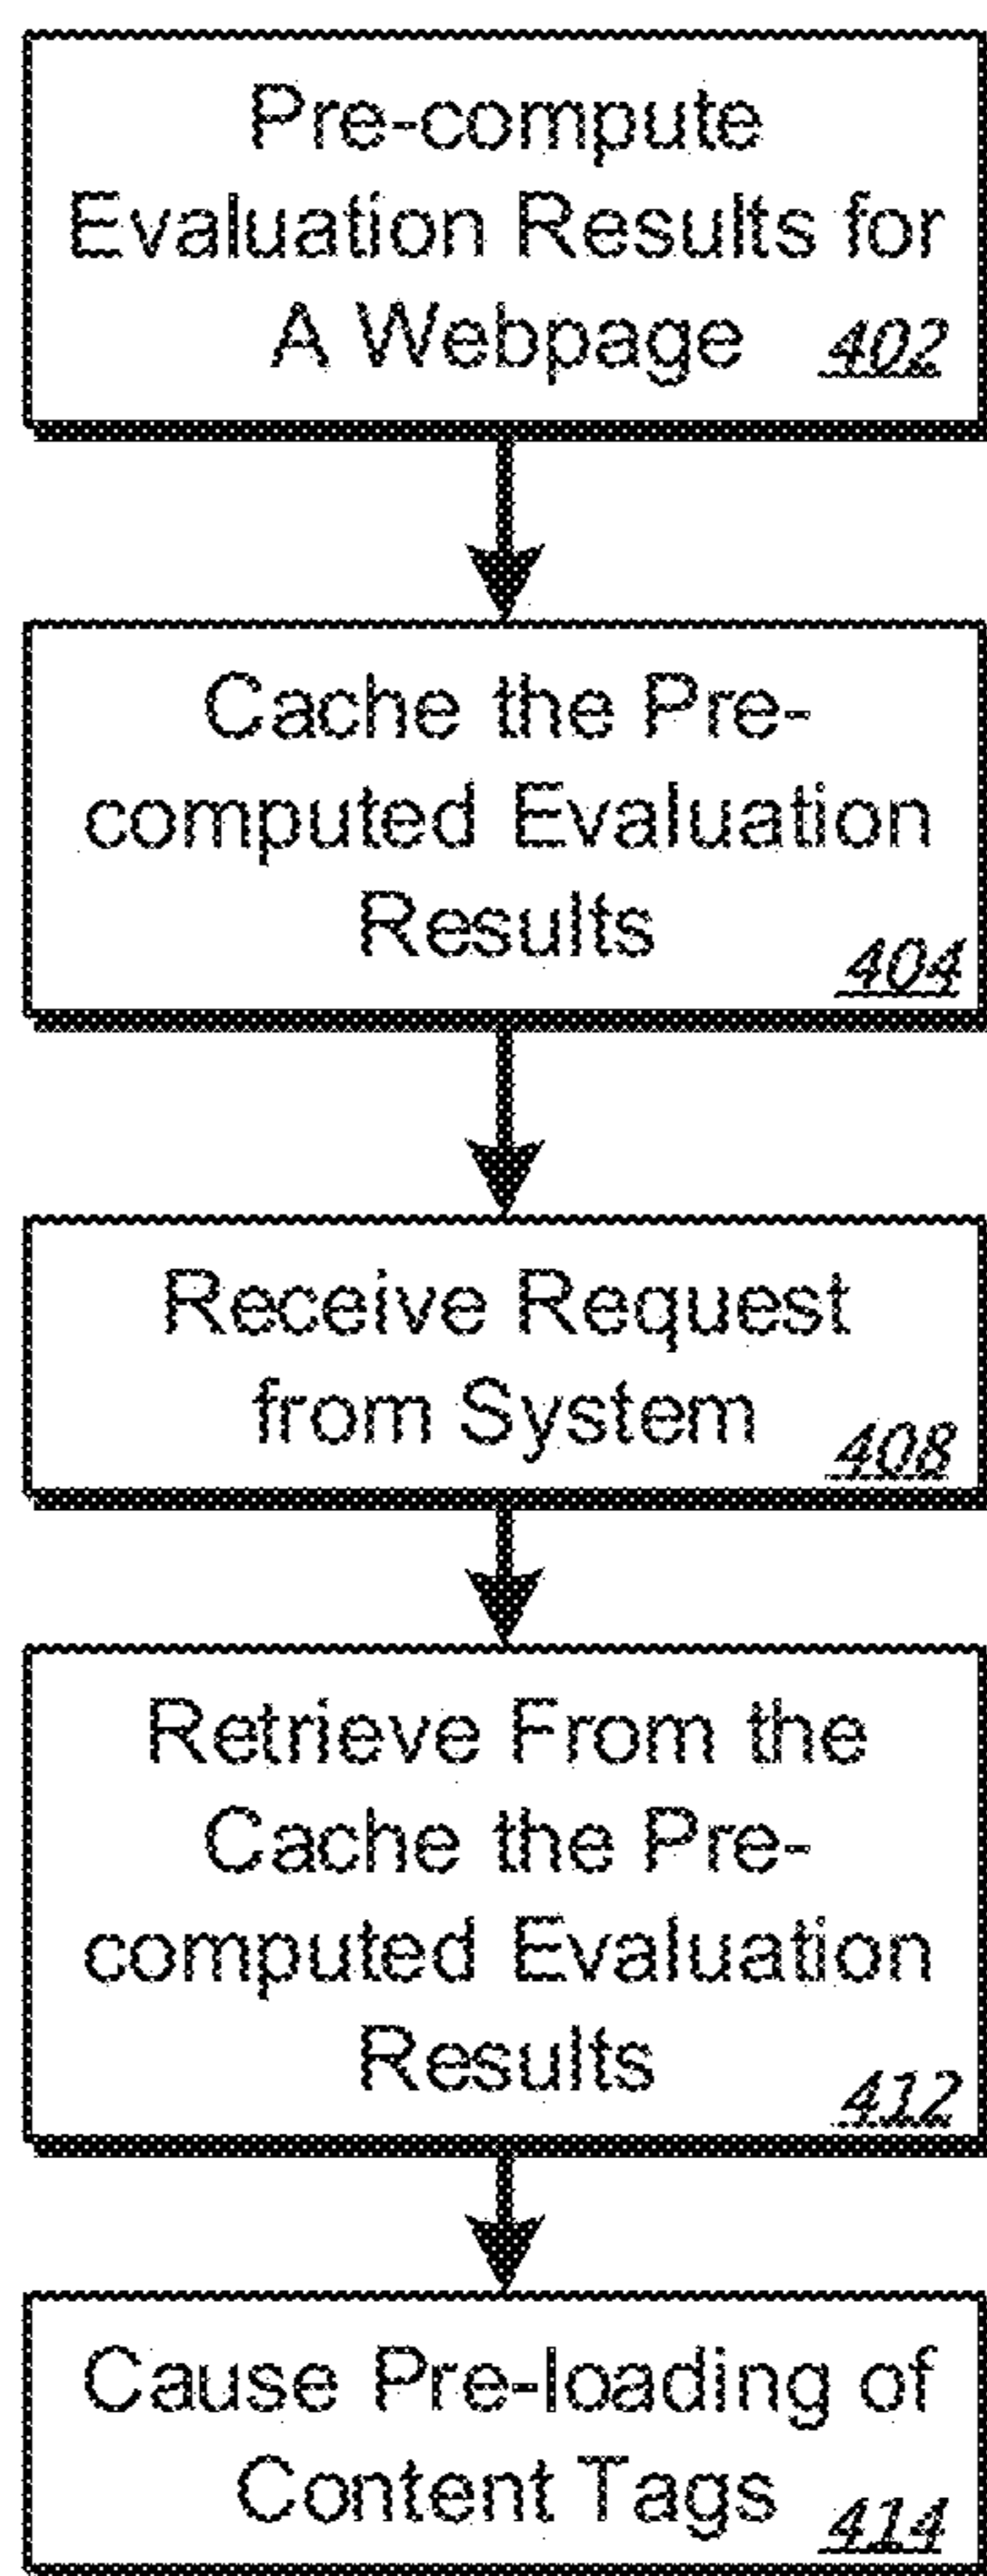 Pre-compute
Evaluation Results for
A Webpage 402
Cache the Pre-
computed Evaluation
Results
404
Receive Request
from System 408
Retrieve From the
Cache the Pre-
computed Evaluation
Results
412
Cause Pre-loading of
Content Tags 414